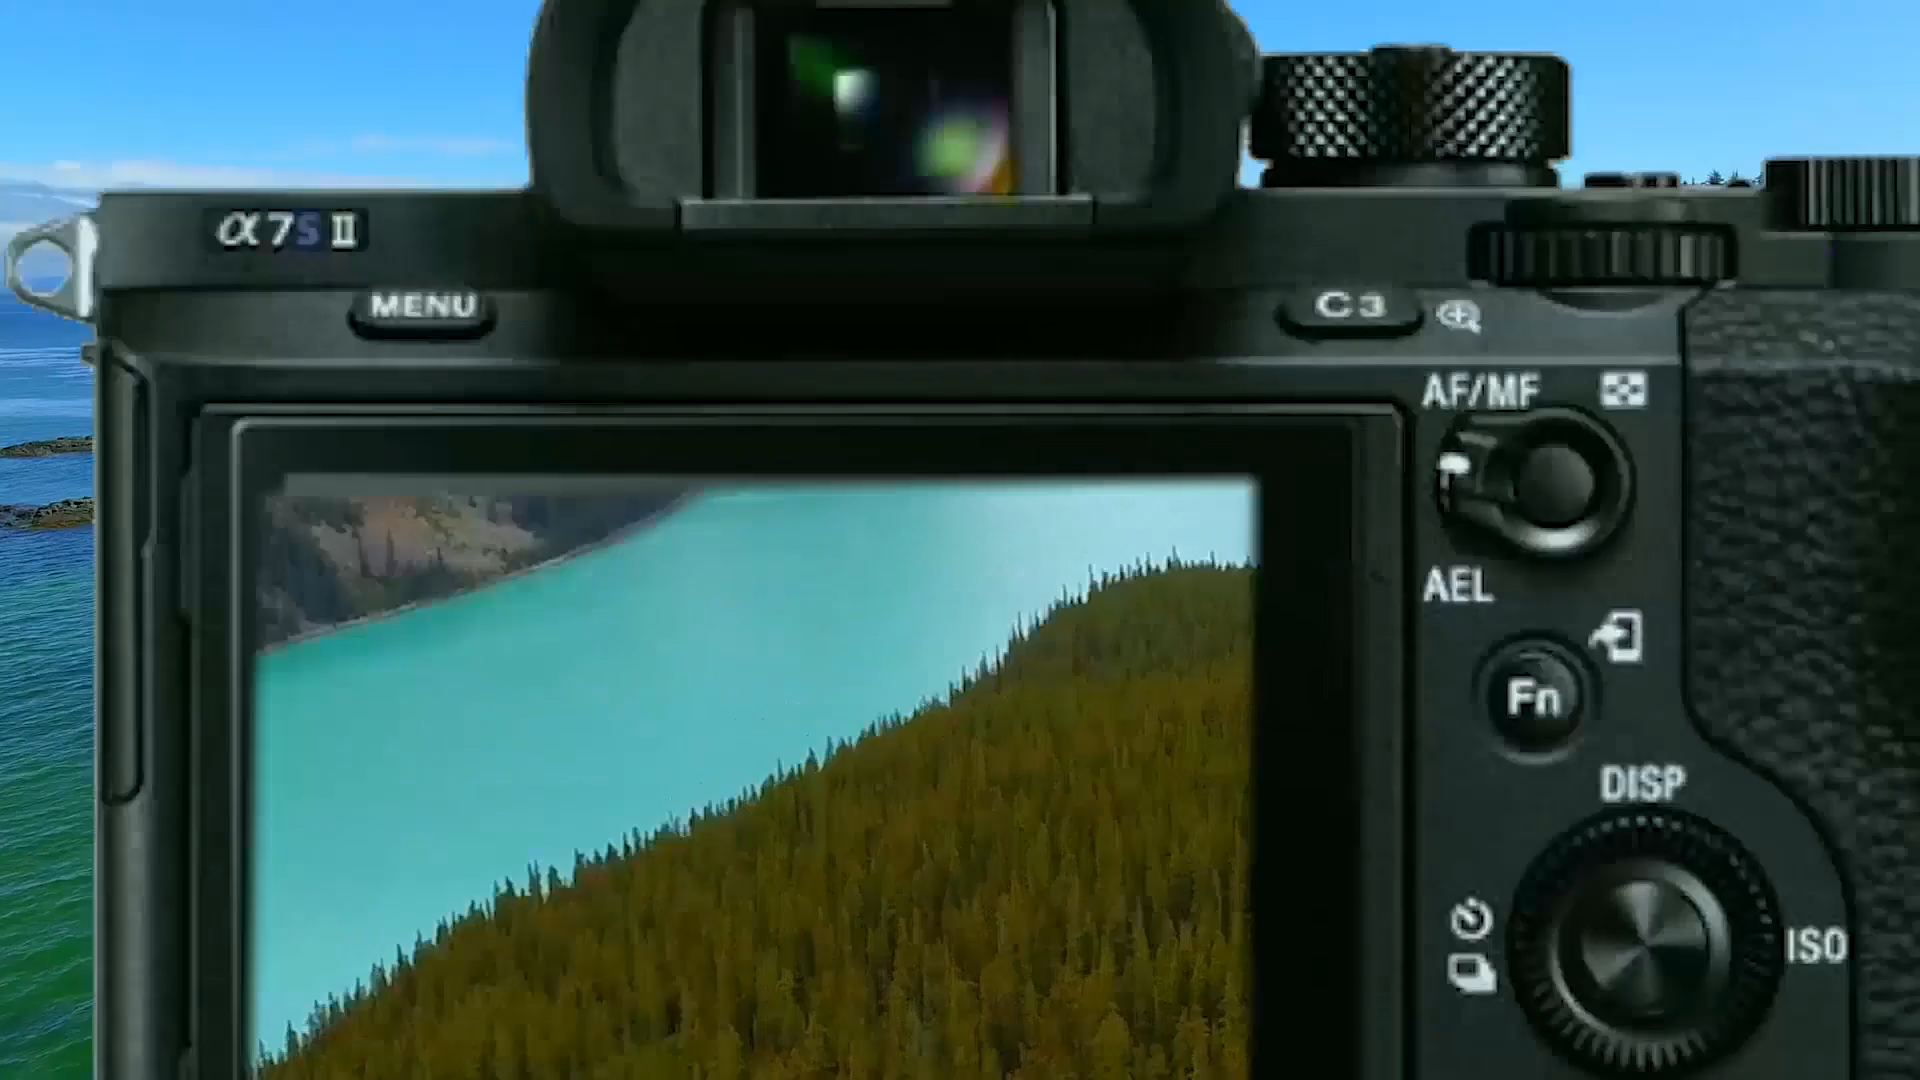 α7S II
MENU
C3
AF/MF
AEL
Fn
DISP
ISO